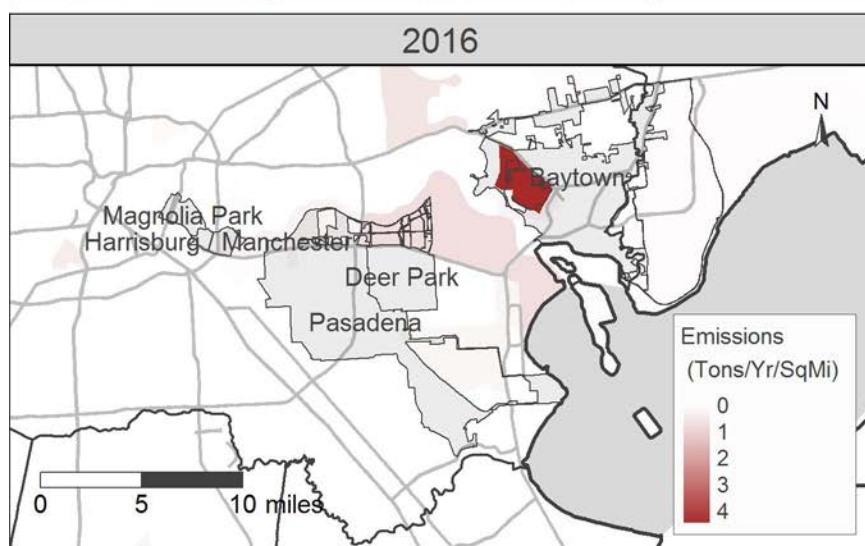 2016
N
Baytown
Magnolia Park
Harrisburg / Manchester
Deer Park
Pasadena
Emissions
(Tons/Yr/SqMi)
0
1
2
3
4
0 5 10 miles